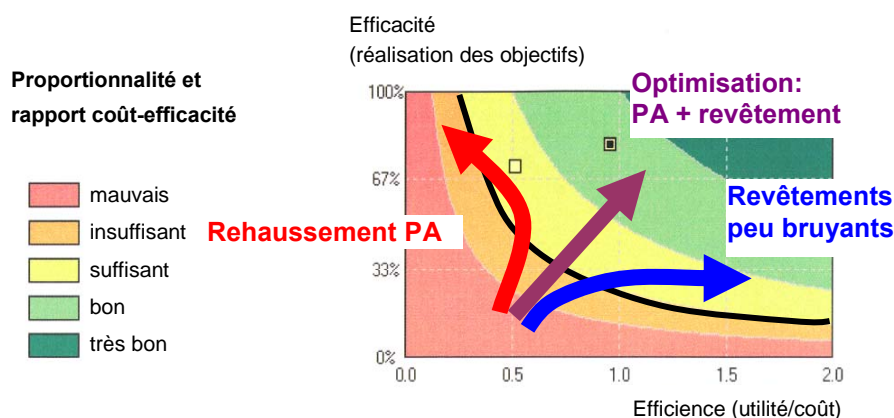 Efficacité
(réalisation des objectifs)
Proportionnalité et
rapport coût-efficacité
mauvais
insuffisant
suffisant
bon
très bon
100%
67%
33%
0%
Optimisation:
PA + revêtement
Rehaussement PA
Revêtements
peu bruyants
0.0 0.5 1.0 1.5 2.0
Efficience (utilité/coût)